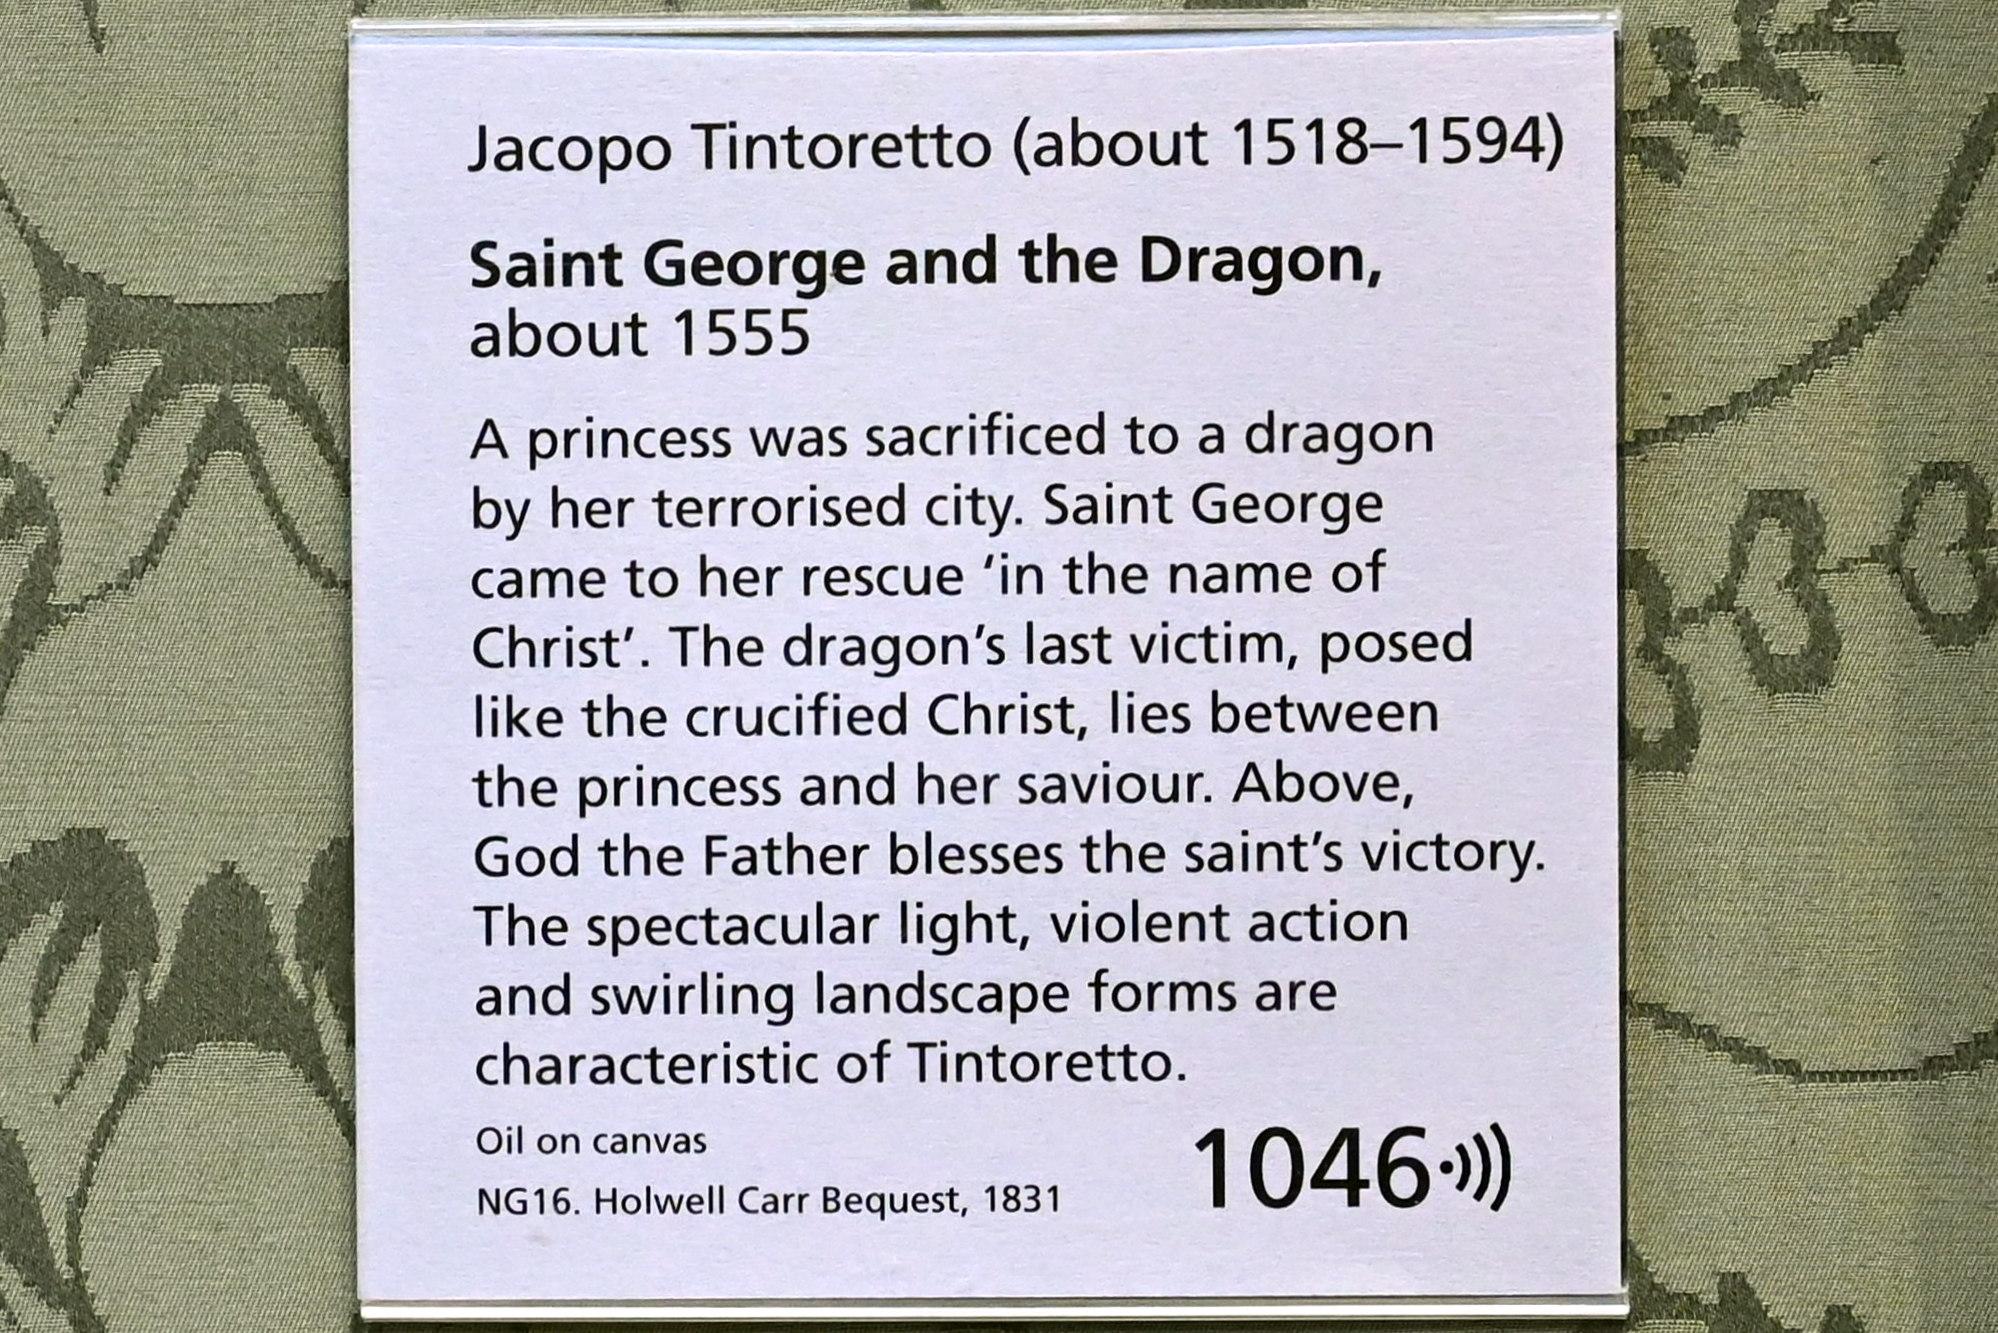 Jacopo Tintoretto (about 1518–1594)
Saint George and the Dragon,
about 1555
A princess was sacrificed to a dragon
by her terrorised city. Saint George
came to her rescue ‘in the name of
Christ’. The dragon’s last victim, posed
like the crucified Christ, lies between
the princess and her saviour. Above,
God the Father blesses the saint’s victory.
The spectacular light, violent action
and swirling landscape forms are
characteristic of Tintoretto.
Oil on canvas
NG16. Holwell Carr Bequest, 1831
1046